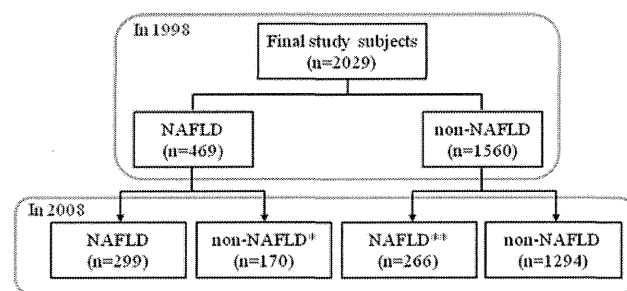 In 1998
Final study subjects
(n=2029)
NAFLD
(n=469)
non-NAFLD
(n=1560)
In 2008
NAFLD
(n=299)
non-NAFLD*
(n=170)
NAFLD**
(n=266)
non-NAFLD
(n=1294)